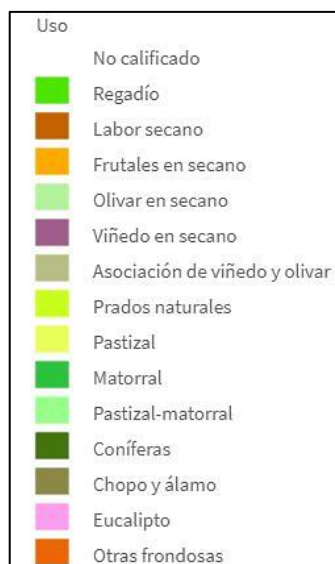 Uso
No calificado
Regadío
Labor secano
Frutales en secano
Olivar en secano
Viñedo en secano
Asociación de viñedo y olivar
Prados naturales
Pastizal
Matorral
Pastizal-matorral
Coníferas
Chopo y álamo
Eucalipto
Otras frondosas